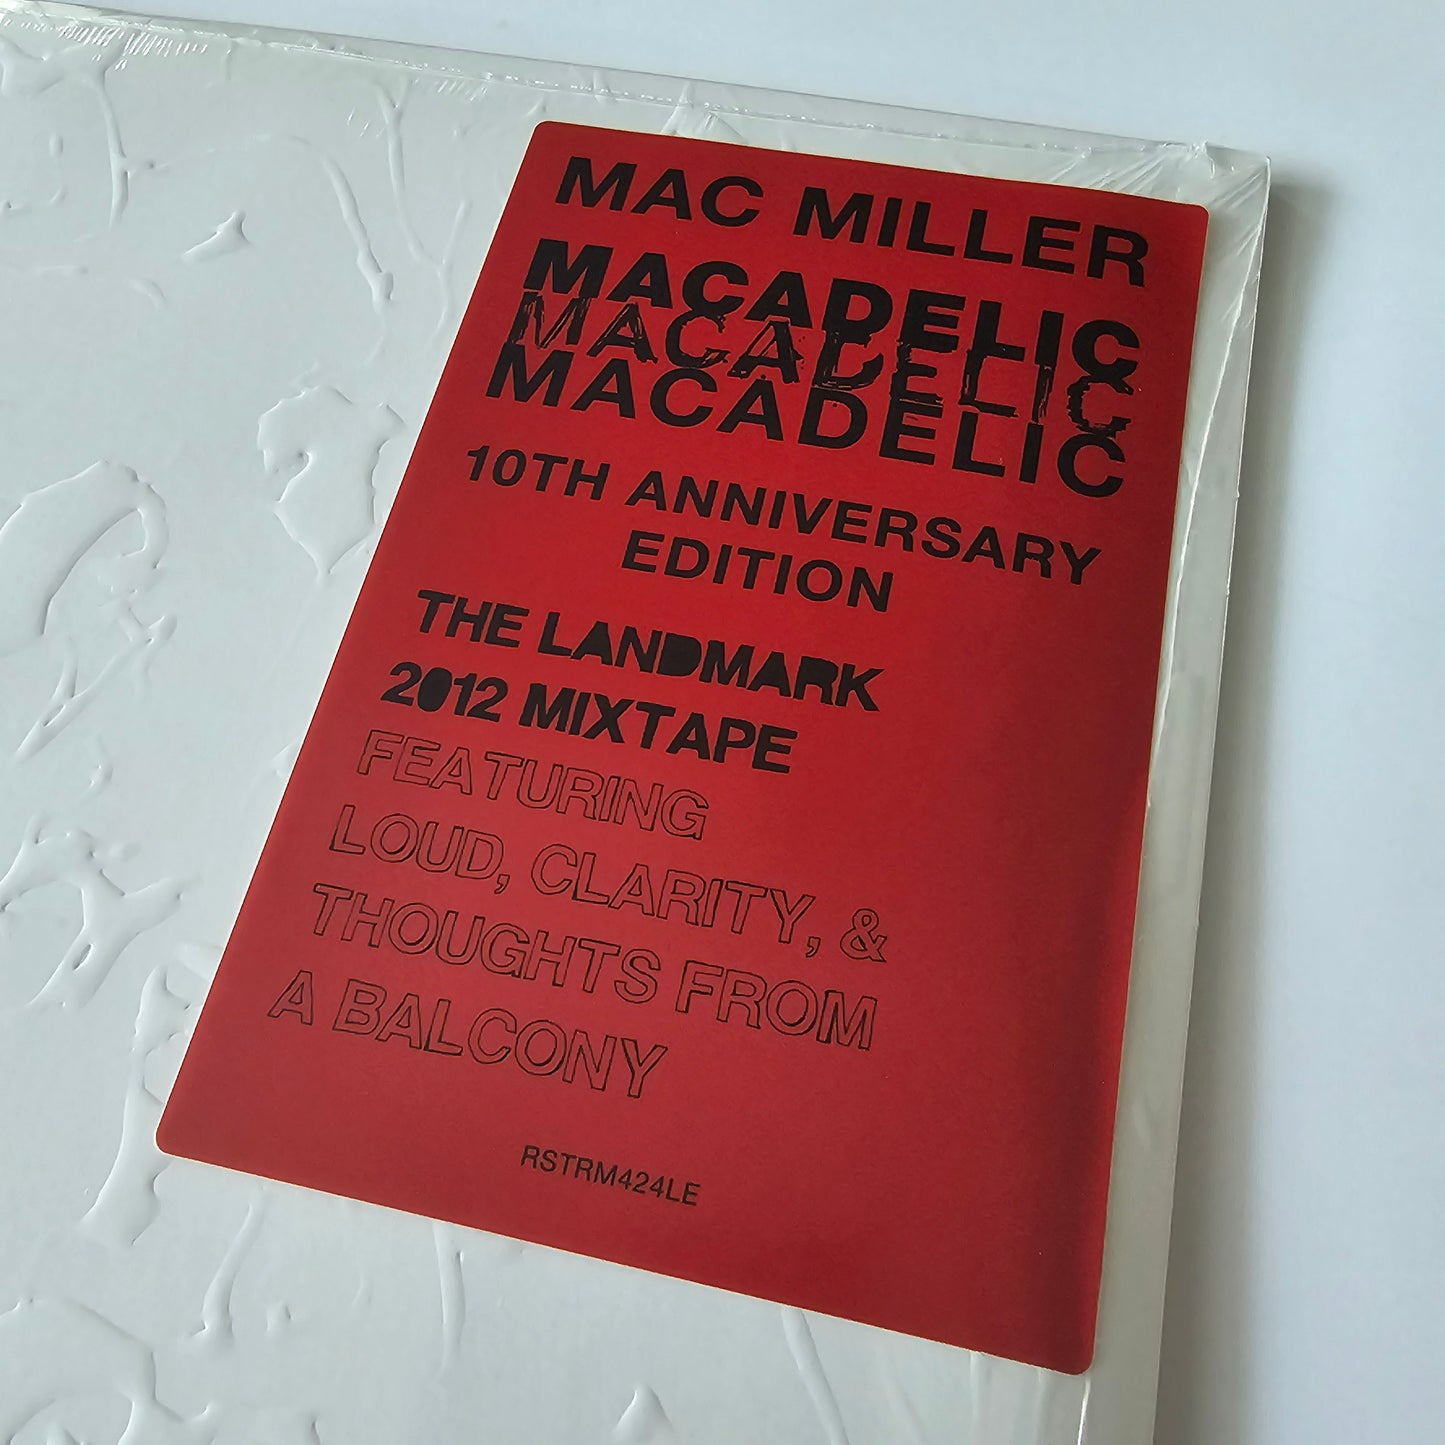 MAC MILLER
MACADELIC
MACADELIC
MACADELIC
10TH ANNIVERSARY
EDITION
THE LANDMARK
2012 MIXTAPE
FEATURING
LOUD, CLARITY, &
THOUGHTS FROM
A BALCONY
RSTRM424LE